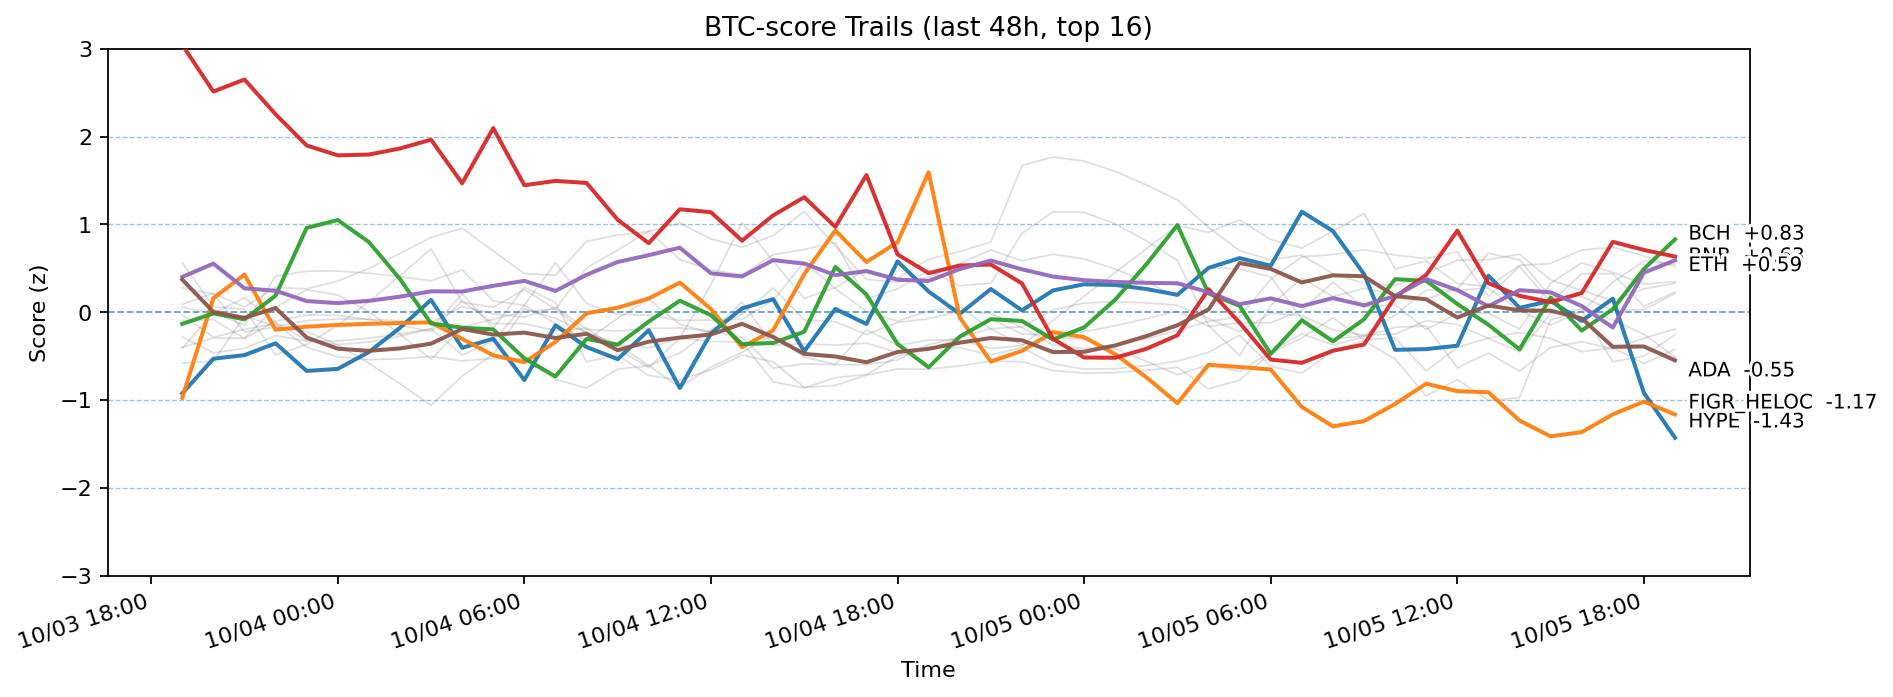 BTC-score Trails (last 48h, top 16)
Score (z)
3
2
1
0
−1
−2
−3
BCH +0.83
ETH +0.59
ADA -0.55
FIGR_HELOC -1.17
HYPE -1.43
10/03 18:00
10/04 00:00
10/04 06:00
10/04 12:00
10/04 18:00
10/05 00:00
10/05 06:00
10/05 12:00
10/05 18:00
Time